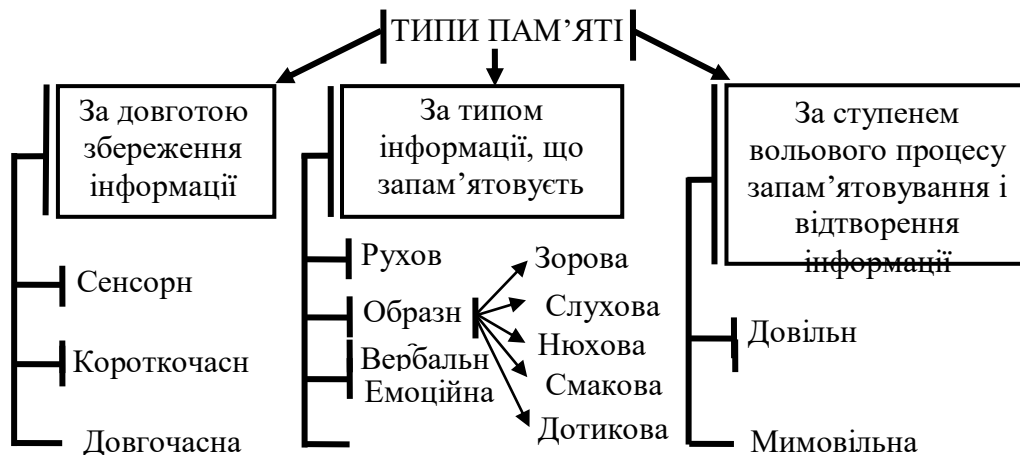 ТИПИ ПАМ’ЯТІ
За довготою
збереження
інформації
Сенсорн
Короткочасн
Довгочасна
За типом
інформації, що
запам’ятовуєть
Рухов
Образн
Вербальн
Емоційна
Зорова
Слухова
Нюхова
Смакова
Дотикова
За ступенем
вольового процесу
запам’ятовування і
відтворення
інформації
Довільн
Мимовільна